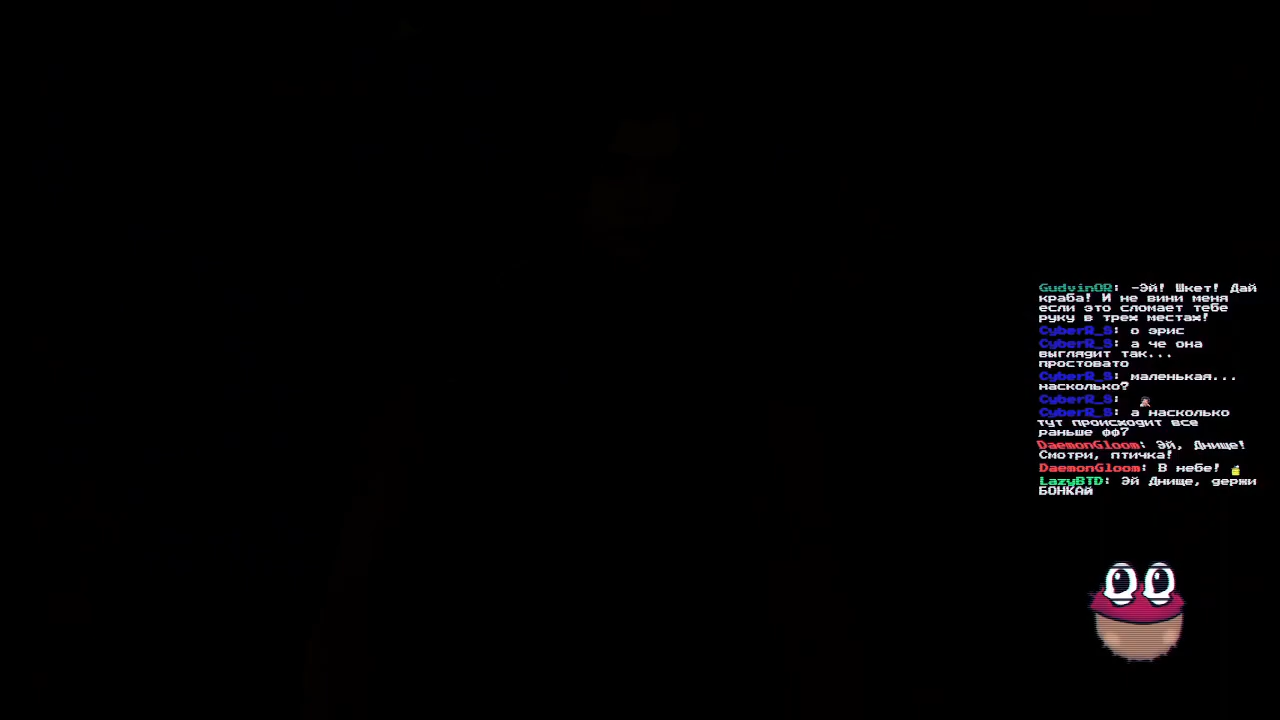 GudvinOR: -Эй! Шкет! Дай
краба! И не вини меня
если это сломает тебе
руку в трех местах!
CyberR_S: о эрис
CyberR_S: а че она
выглядит так...
простовато
CyberR_S: маленькая...
насколько?
CyberR_S:
CyberR_S: а насколько
тут происходит все
раньше фф7
DaemonGloom: Эй, Днище!
Смотри, птичка!
DaemonGloom: В небе!
LazyBTD: Эй Днище, держи
БОНКАЙ